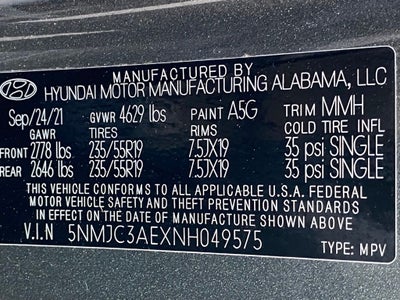 MANUFACTURED BY
HYUNDAI MOTOR MANUFACTURING ALABAMA, LLC
Sep/24/21 GVWR 4629 lbs PAINT A5G TRIM MMH
GAWR TIRES RIMS COLD TIRE INFL
FRONT 2778 lbs 235/55R19 7.5JX19 35 psi SINGLE
REAR 2646 lbs 235/55R19 7.5JX19 35 psi SINGLE
THIS VEHICLE CONFORMS TO ALL APPLICABLE U.S.A. FEDERAL
MOTOR VEHICLE SAFETY AND THEFT PREVENTION STANDARDS
IN EFFECT ON THE DATE OF MANUFACTURE SHOWN ABOVE
V.I.N 5NMJC3AEXNH049575 TYPE: MPV